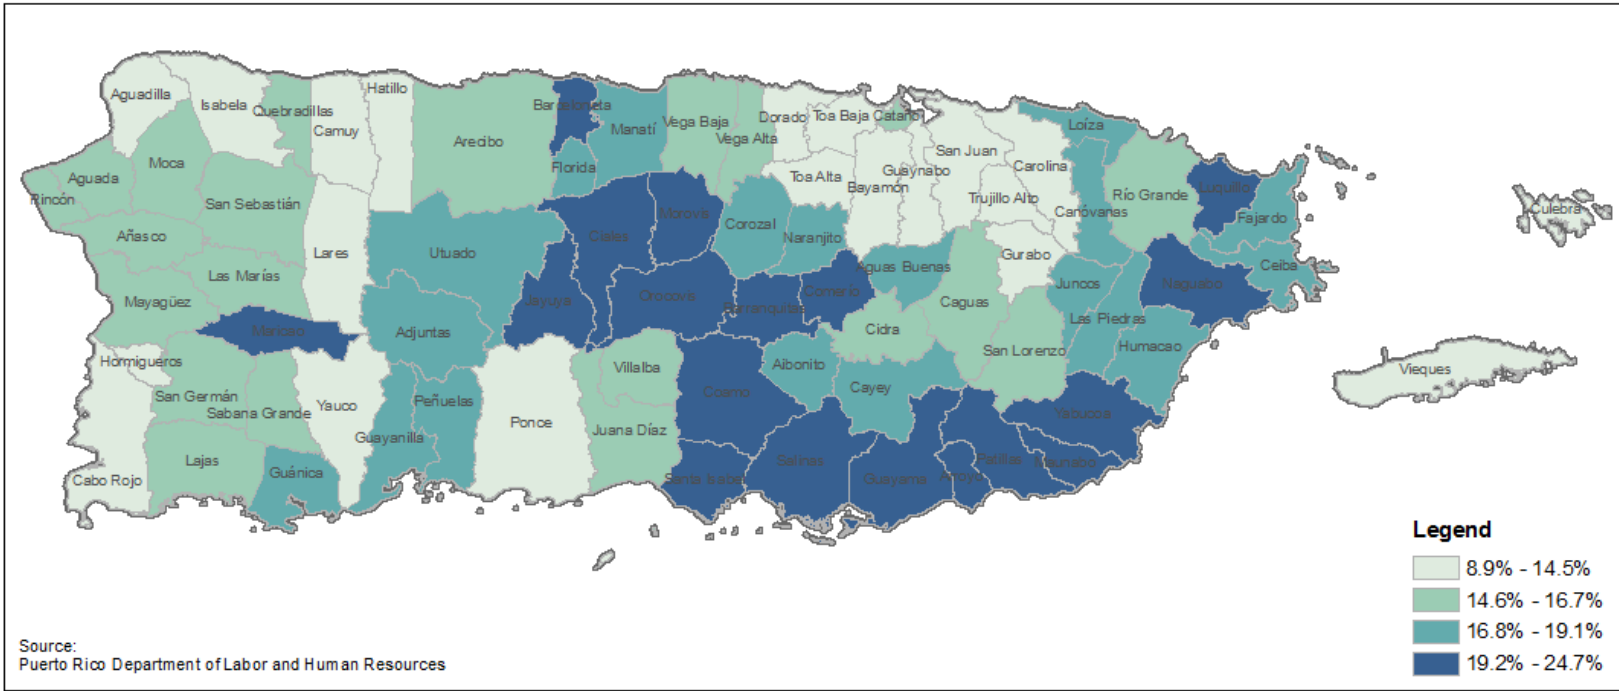 Aguadilla
Isabela
Quebradillas
Camuy
Hatillo
Arecibo
Barceloneta
Manatí
Vega Baja
Vega Alta
Dorado
Toa Baja
Cataño
Loíza
Moca
Aguada
Rincón
San Sebastián
Florida
Toa Alta
Bayamón
Guaynabo
San Juan
Carolina
Trujillo Alto
Canóvanas
Río Grande
Luquillo
Fajardo
Culebra
Añasco
Las Marías
Lares
Utuado
Ciales
Morovis
Corozal
Naranjito
Aguas Buenas
Gurabo
Juncos
Naguabo
Ceiba
Mayagüez
Maricao
Adjuntas
Jayuya
Orocovis
Barranquitas
Comerío
Cidra
Caguas
Las Piedras
Humacao
San Lorenzo
Hormigueros
San Germán
Sabana Grande
Yauco
Peñuelas
Guayanilla
Ponce
Villalba
Juana Díaz
Coamo
Aibonito
Cayey
Yabucoa
Vieques
Cabo Rojo
Lajas
Guánica
Santa Isabel
Salinas
Guayama
Arroyo
Patillas
Maunabo
Legend
8.9% - 14.5%
14.6% - 16.7%
16.8% - 19.1%
19.2% - 24.7%
Source:
Puerto Rico Department of Labor and Human Resources